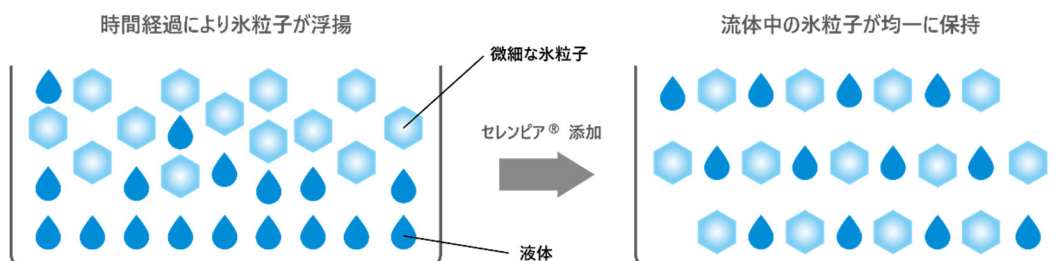 時間経過により氷粒子が浮揚
流体中の氷粒子が均一に保持
微細な氷粒子
セレンピア® 添加
液体